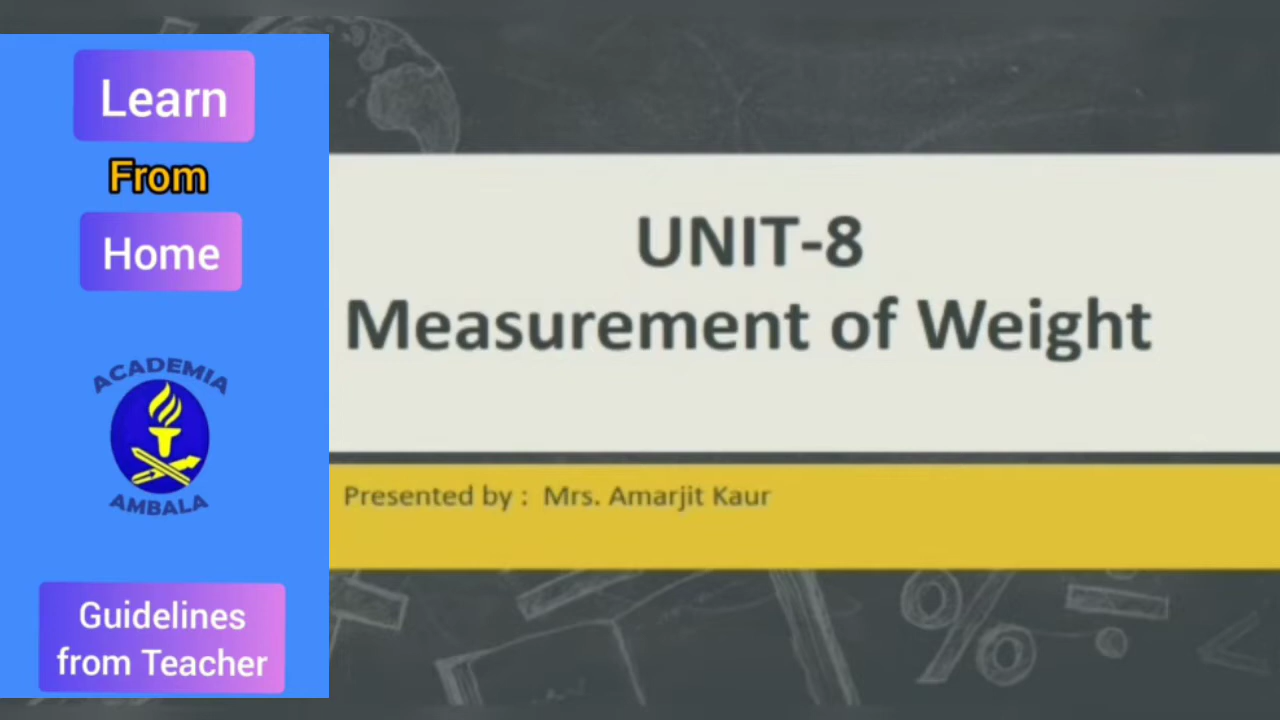 Learn
From
Home
ACADEMIA
AMBALA
Guidelines
from Teacher
UNIT-8
Measurement of Weight
Presented by : Mrs. Amarjit Kaur